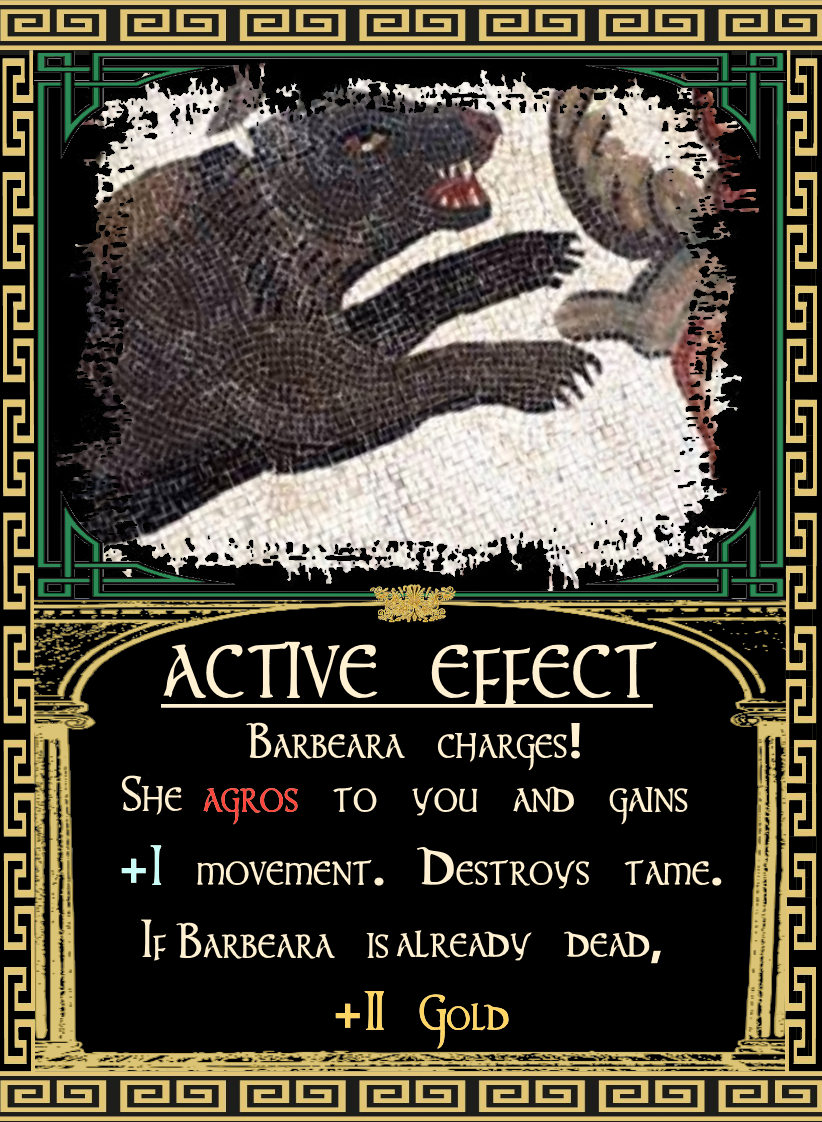 ACTIVE EFFECT
Barbeara charges!
She agros to you and gains
+I movement. Destroys tame.
If Barbeara is already dead,
+II Gold